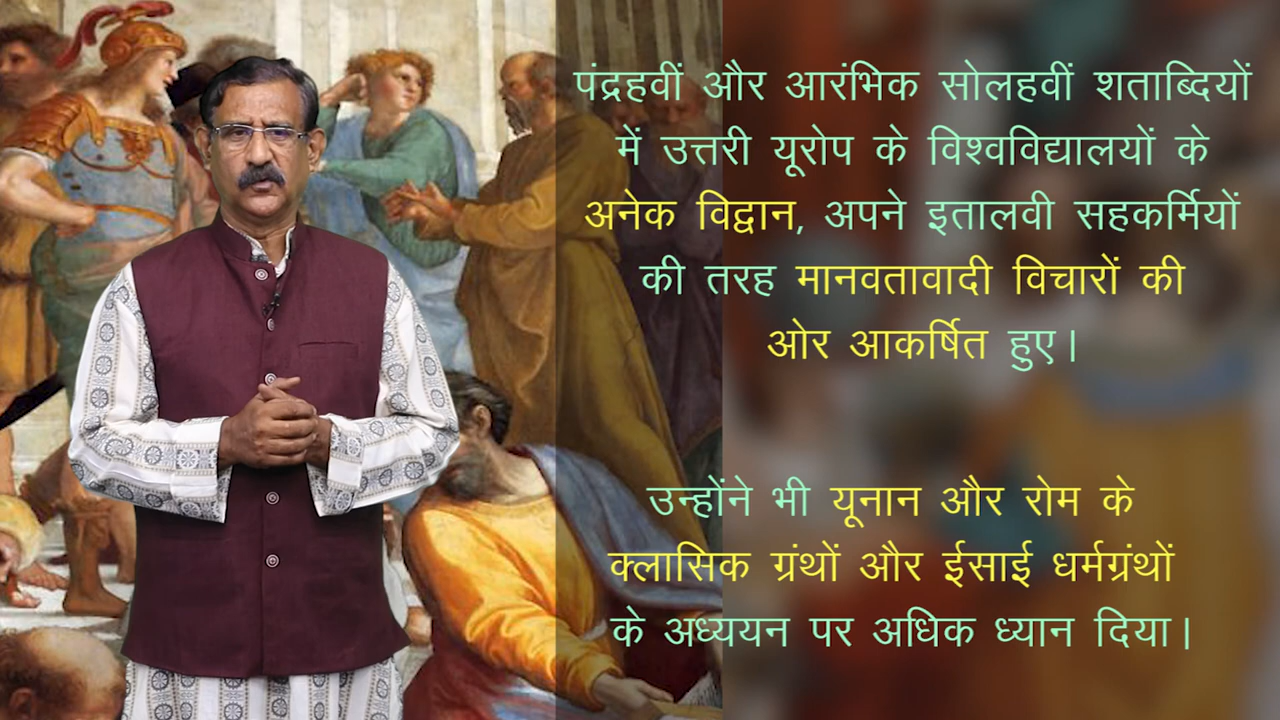 पंद्रहवीं और आरंभिक सोलहवीं शताब्दियों
में उत्तरी यूरोप के विश्वविद्यालयों के
अनेक विद्वान, अपने इतालवी सहकर्मियों
की तरह मानवतावादी विचारों की
ओर आकर्षित हुए।
उन्होंने भी यूनान और रोम के
क्लासिक ग्रंथों और ईसाई धर्मग्रंथों
के अध्ययन पर अधिक ध्यान दिया।